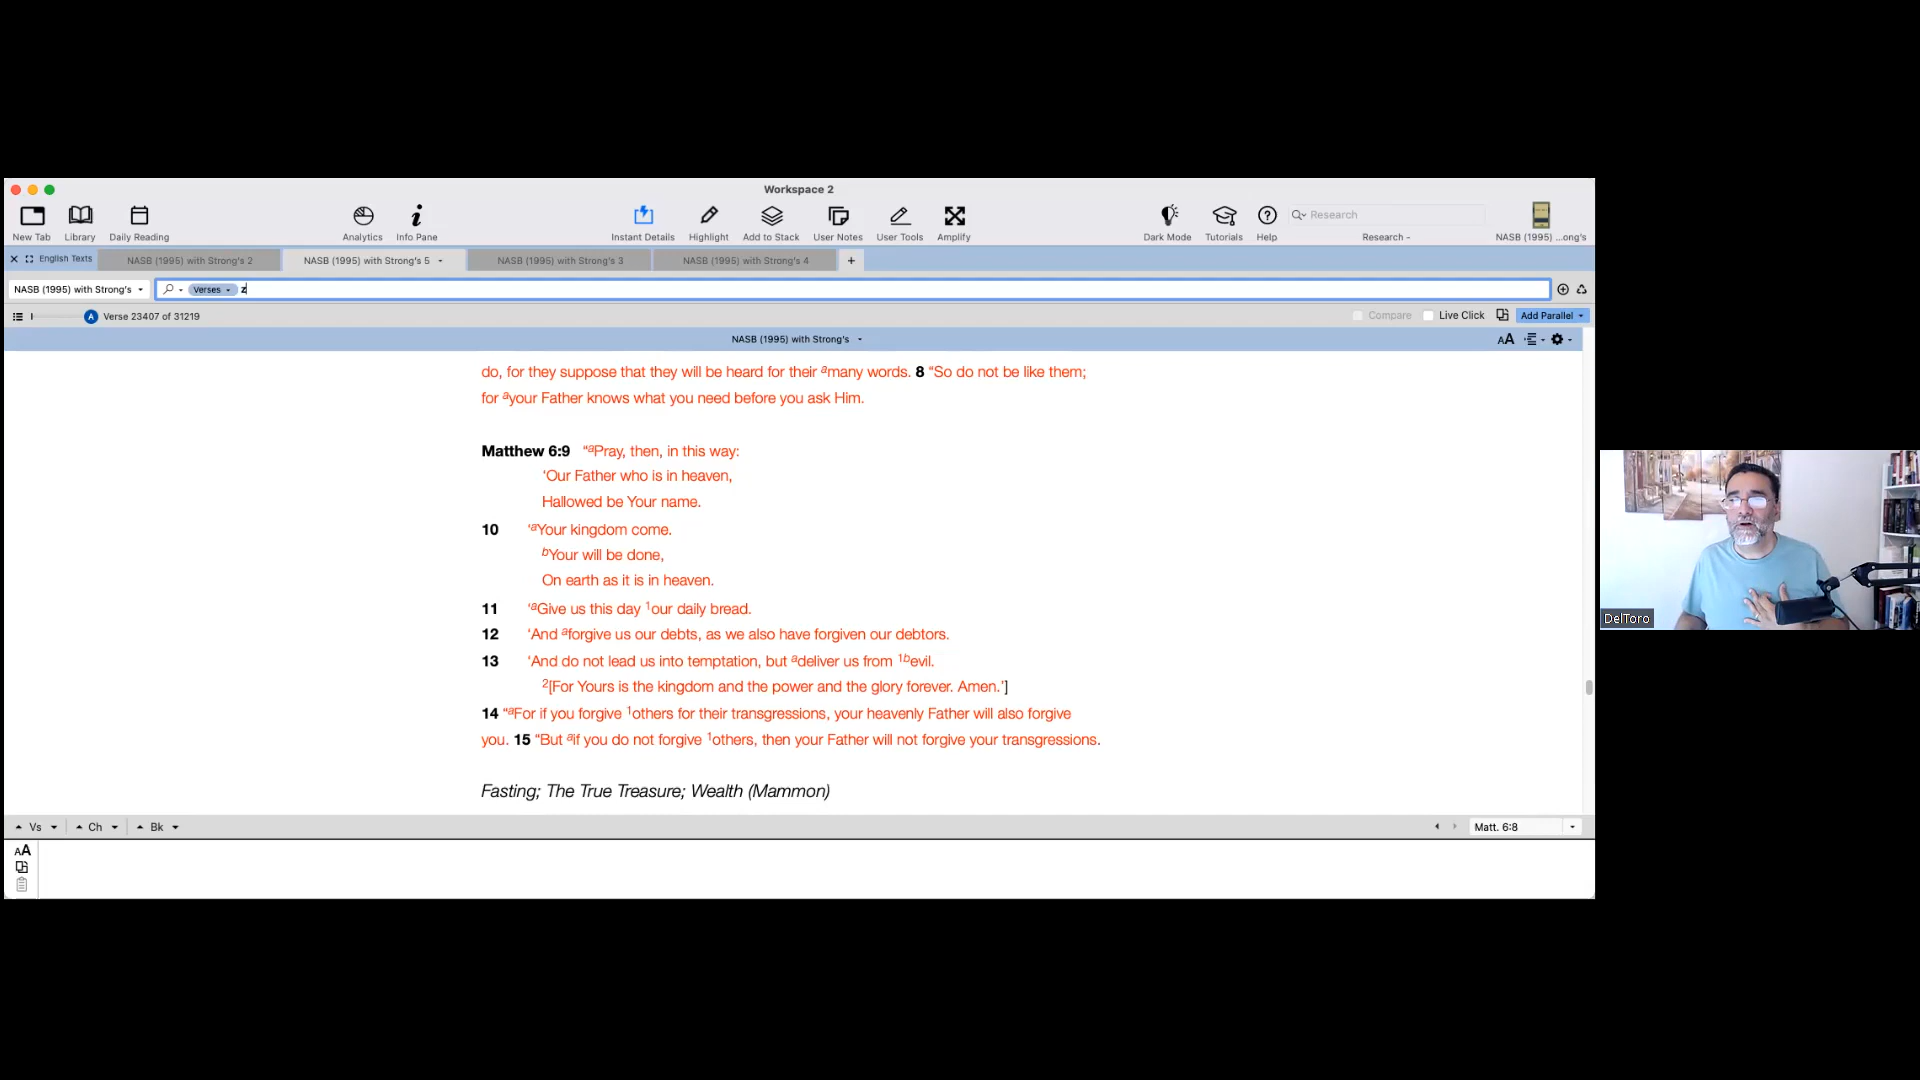 Workspace 2
New Tab Library Daily Reading Analytics Info Pane Instant Details Highlight Add to Stack User Notes User Tools Amplify Dark Mode Tutorials Help Research Research NASB (1995) ...ong's
English Texts NASB (1995) with Strong's 2 NASB (1995) with Strong's 5 NASB (1995) with Strong's 3 NASB (1995) with Strong's 4 +
NASB (1995) with Strong's Verses z
A Verse 23407 of 31219 Compare Live Click Add Parallel
NASB (1995) with Strong's AA
do, for they suppose that they will be heard for their ᵃmany words. 8 “So do not be like them;
for ᵃyour Father knows what you need before you ask Him.
Matthew 6:9 “ᵃPray, then, in this way:
‘Our Father who is in heaven,
Hallowed be Your name.
10 ‘ᵃYour kingdom come.
ᵇYour will be done,
On earth as it is in heaven.
11 ‘ᵃGive us this day ¹our daily bread.
12 ‘And ᵃforgive us our debts, as we also have forgiven our debtors.
13 ‘And do not lead us into temptation, but ᵃdeliver us from ¹ᵇevil.
²[For Yours is the kingdom and the power and the glory forever. Amen.’]
14 “ᵃFor if you forgive ¹others for their transgressions, your heavenly Father will also forgive
you. 15 “But ᵃif you do not forgive ¹others, then your Father will not forgive your transgressions.
Fasting; The True Treasure; Wealth (Mammon)
Vs Ch Bk Matt. 6:8
AA
DelToro